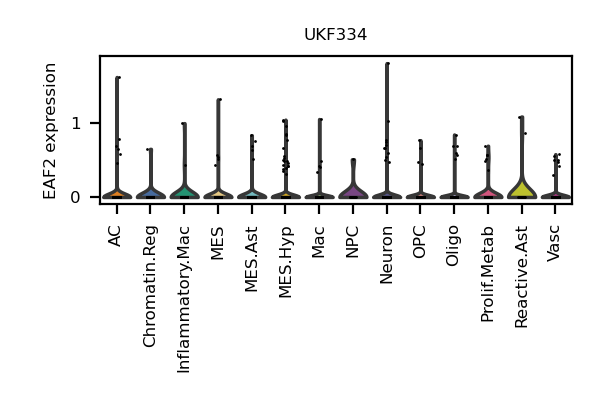 UKF334
EAF2 expression
1
0
AC
Chromatin.Reg
Inflammatory.Mac
MES
MES.Ast
MES.Hyp
Mac
NPC
Neuron
OPC
Oligo
Prolif.Metab
Reactive.Ast
Vasc